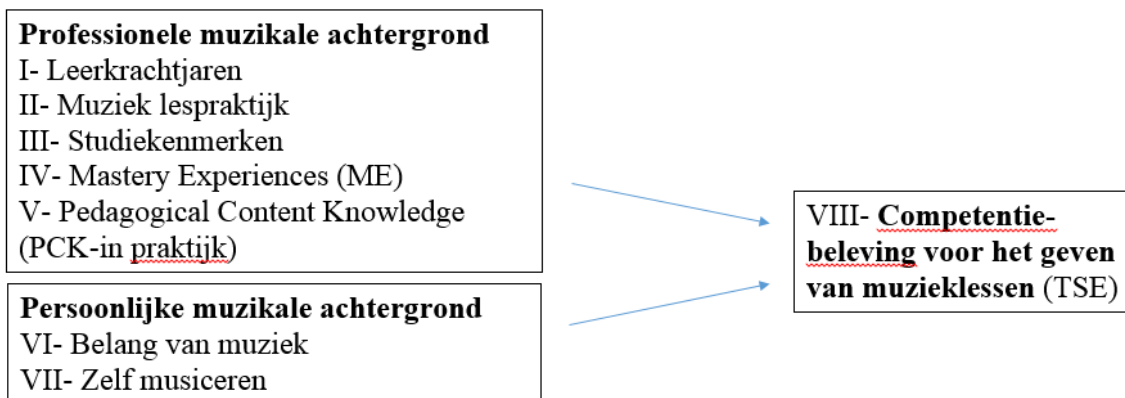 Professionele muzikale achtergrond
I- Leerkrachtjaren
II- Muziek lespraktijk
III- Studiekenmerken
IV- Mastery Experiences (ME)
V- Pedagogical Content Knowledge
(PCK-in praktijk)
Persoonlijke muzikale achtergrond
VI- Belang van muziek
VII- Zelf musiceren
VIII- Competentie-
beleving voor het geven
van muzieklessen (TSE)